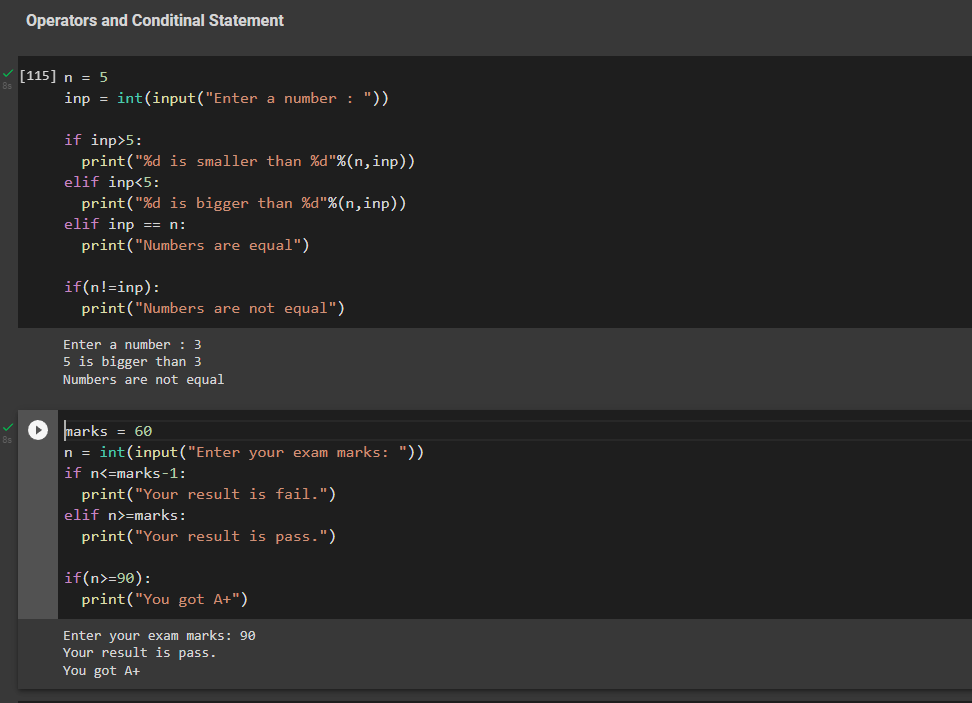 Operators and Conditinal Statement
8s
[115] n = 5
inp = int(input("Enter a number : "))
if inp>5:
print("%d is smaller than %d"%(n,inp))
elif inp<5:
print("%d is bigger than %d"%(n,inp))
elif inp == n:
print("Numbers are equal")
if(n!=inp):
print("Numbers are not equal")
Enter a number : 3
5 is bigger than 3
Numbers are not equal
8s
marks = 60
n = int(input("Enter your exam marks: "))
if n<=marks-1:
print("Your result is fail.")
elif n>=marks:
print("Your result is pass.")
if(n>=90):
print("You got A+")
Enter your exam marks: 90
Your result is pass.
You got A+